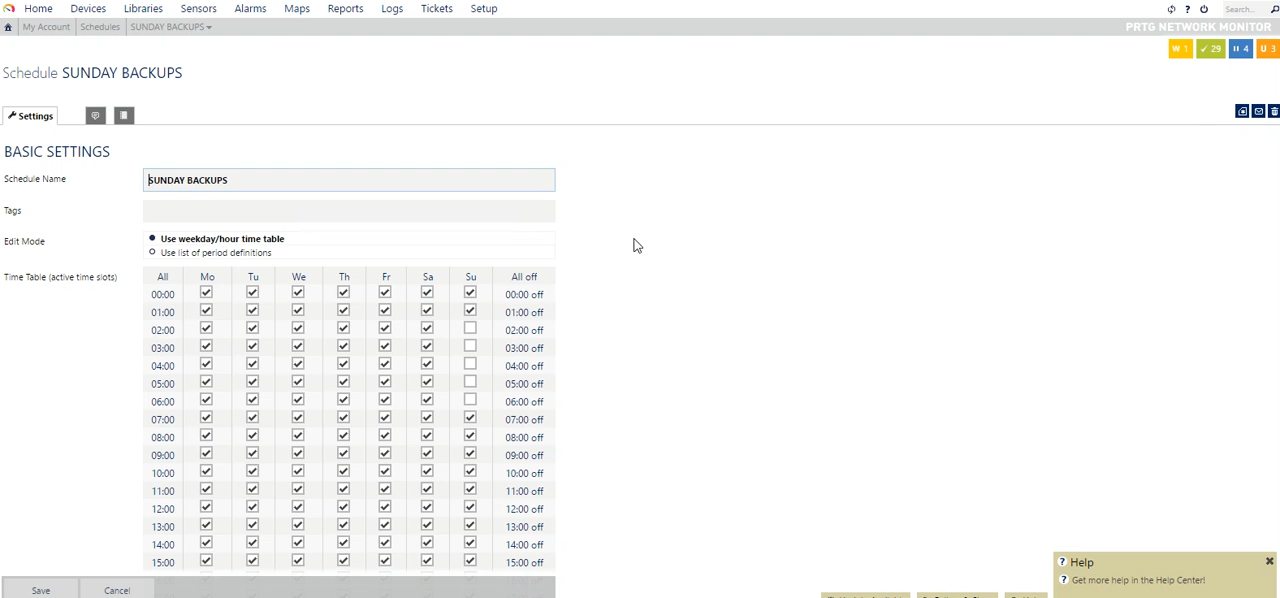 Home Devices Libraries Sensors Alarms Maps Reports Logs Tickets Setup ? Search...
My Account Schedules SUNDAY BACKUPS PRTG NETWORK MONITOR
W 1 ✓ 29 II 4 U 3
Schedule SUNDAY BACKUPS
Settings
BASIC SETTINGS
Schedule Name SUNDAY BACKUPS
Tags
Edit Mode Use weekday/hour time table
Use list of period definitions
Time Table (active time slots) All Mo Tu We Th Fr Sa Su All off
00:00 00:00 off
01:00 01:00 off
02:00 02:00 off
03:00 03:00 off
04:00 04:00 off
05:00 05:00 off
06:00 06:00 off
07:00 07:00 off
08:00 08:00 off
09:00 09:00 off
10:00 10:00 off
11:00 11:00 off
12:00 12:00 off
13:00 13:00 off
14:00 14:00 off
15:00 15:00 off
? Help
? Get more help in the Help Center!
Save Cancel